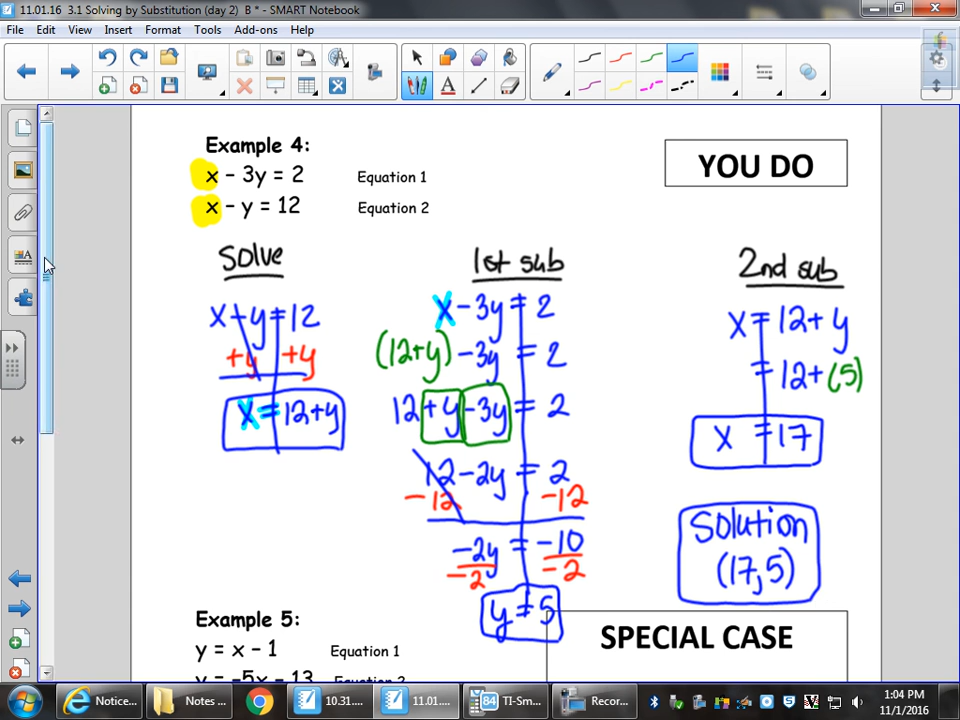 11.01.16 3.1 Solving by Substitution (day 2) B * - SMART Notebook
File Edit View Insert Format Tools Add-ons Help
Example 4:
x - 3y = 2 Equation 1
x - y = 12 Equation 2
YOU DO
Solve
x - y = 12
+y +y
x = 12+y
1st sub
x - 3y = 2
(12+y) - 3y = 2
12 + y - 3y = 2
12 - 2y = 2
-12 -12
-2y = -10
-2 -2
y = 5
2nd sub
x = 12 + y
= 12 + (5)
x = 17
Solution
(17,5)
Example 5:
y = x - 1 Equation 1
y = -5x - 13 Equation 2
SPECIAL CASE
Notice...
Notes ...
10.31....
11.01....
TI-Sm...
Recor...
1:04 PM
11/1/2016